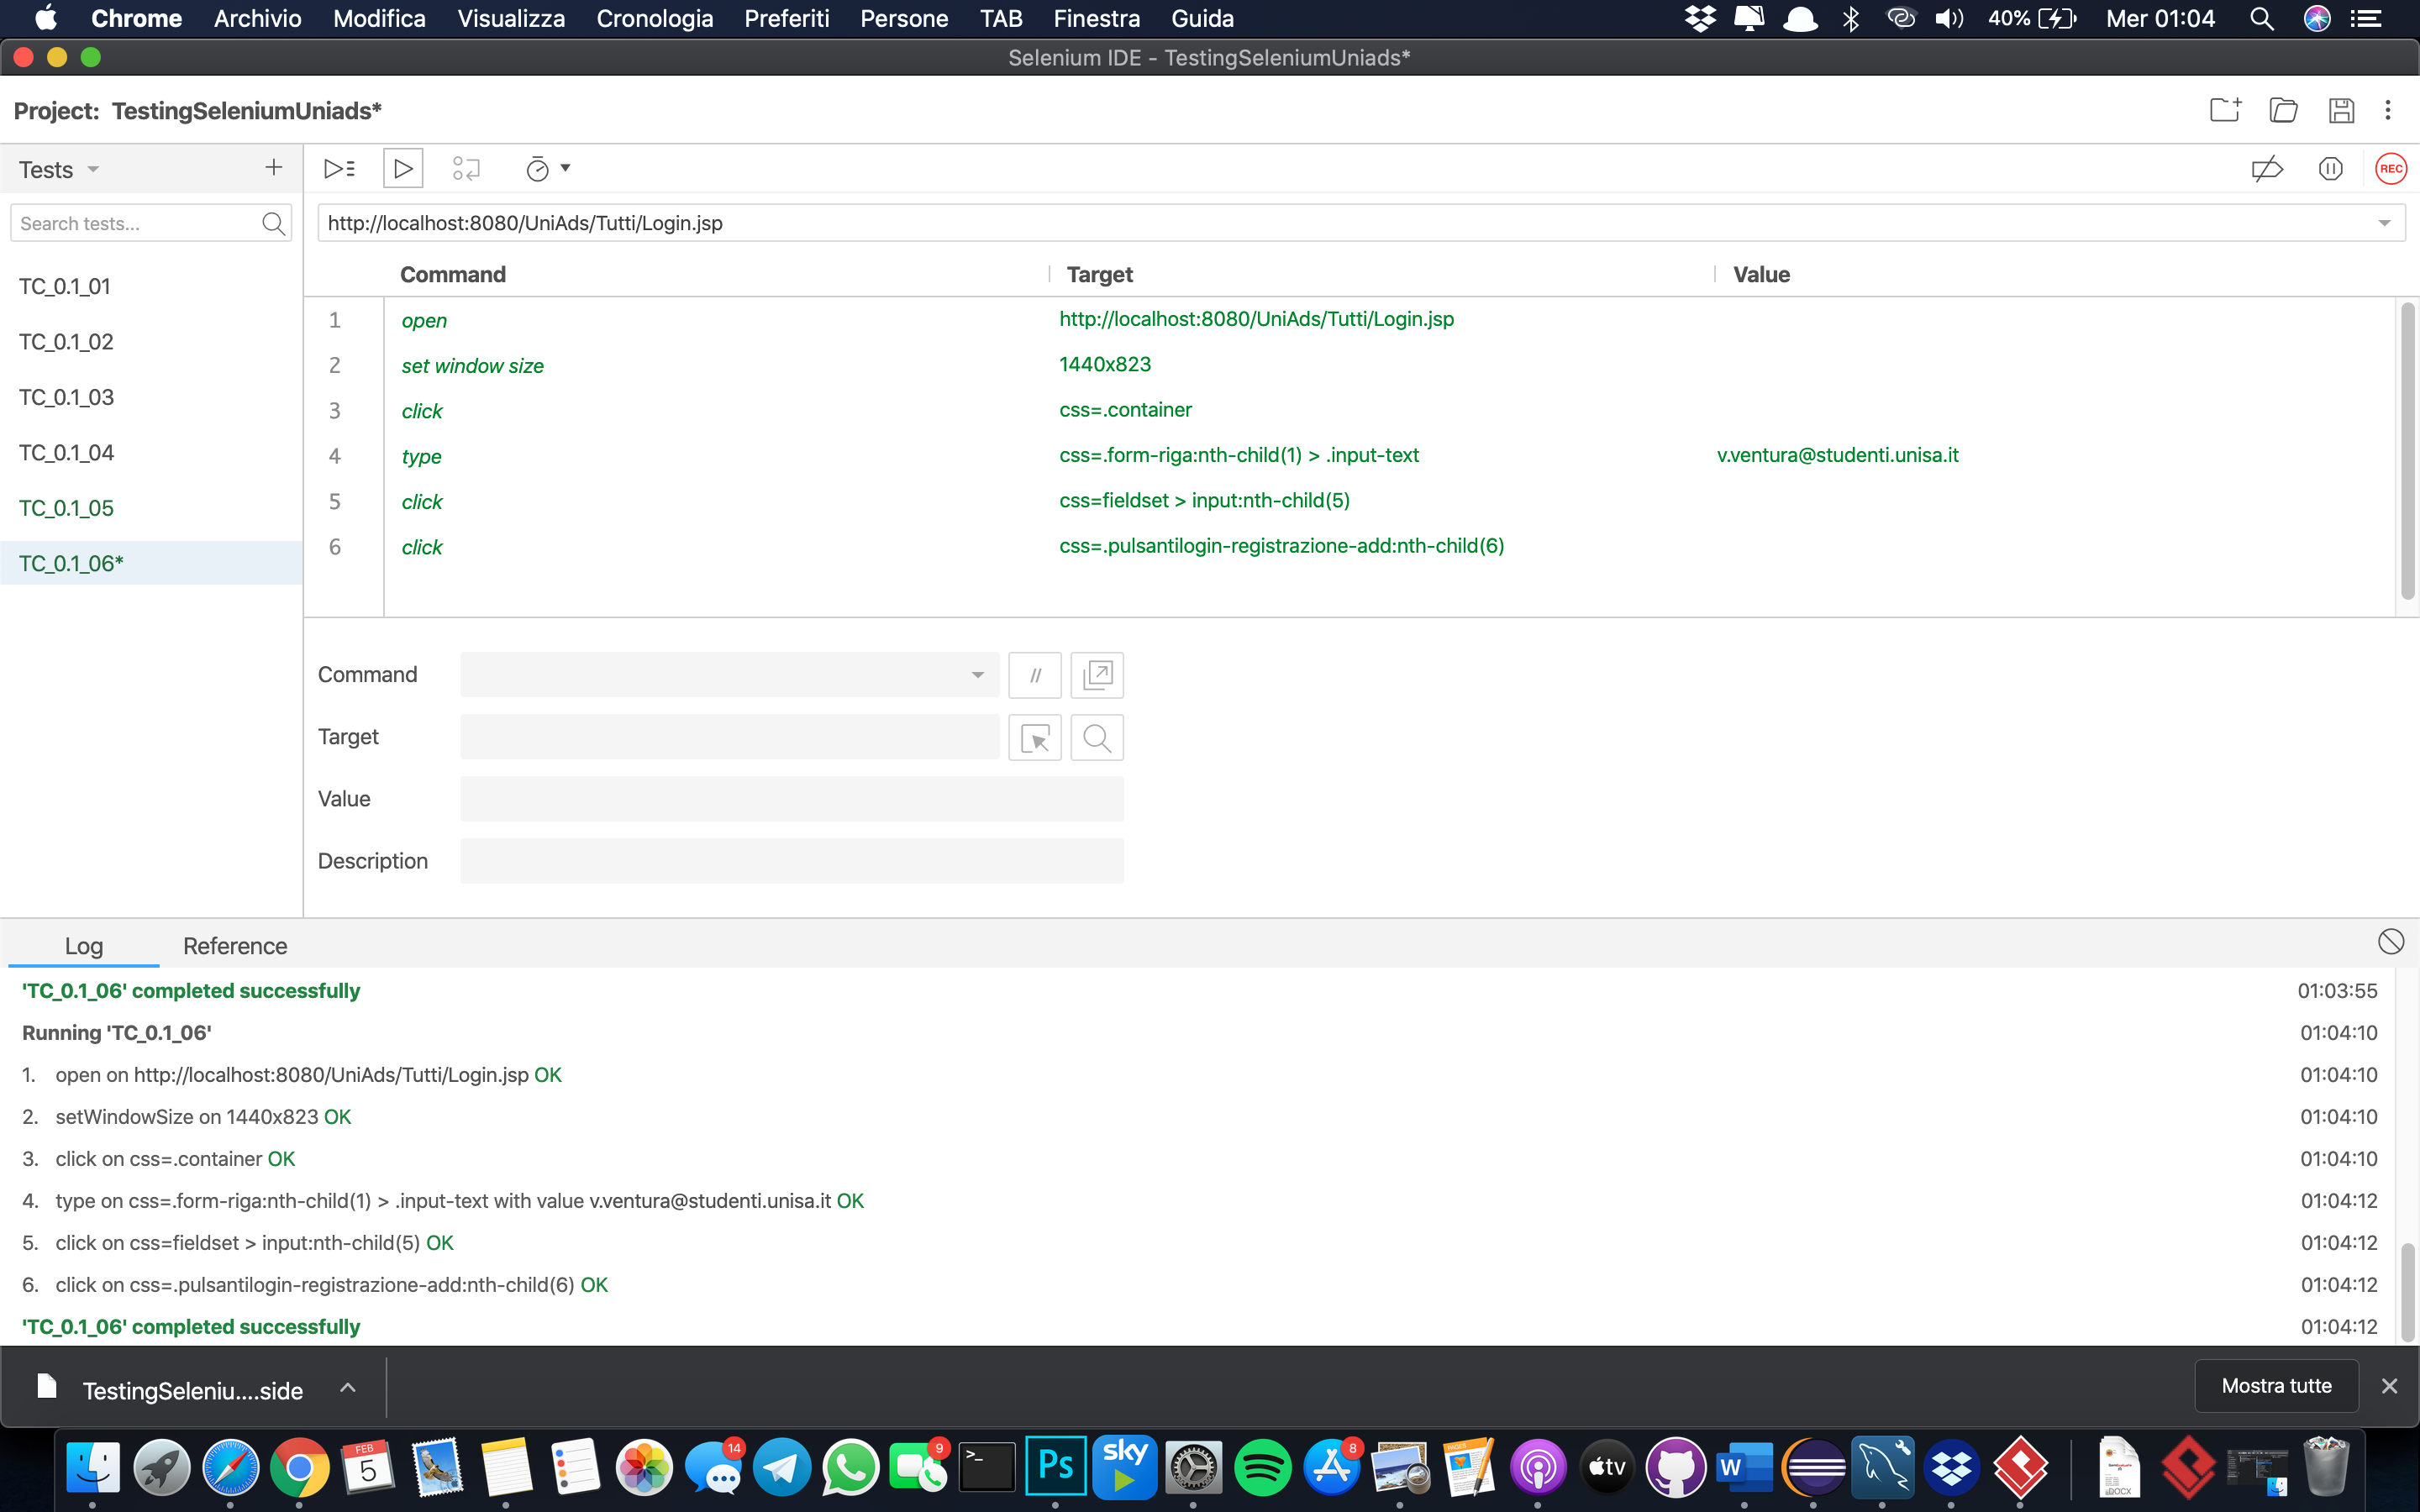 Chrome Archivio Modifica Visualizza Cronologia Preferiti Persone TAB Finestra Guida 40% Mer 01:04
Selenium IDE - TestingSeleniumUniads*
Project: TestingSeleniumUniads*
Tests
REC
Search tests...
http://localhost:8080/UniAds/Tutti/Login.jsp
TC_0.1_01
TC_0.1_02
TC_0.1_03
TC_0.1_04
TC_0.1_05
TC_0.1_06*
Command Target Value
1 open http://localhost:8080/UniAds/Tutti/Login.jsp
2 set window size 1440x823
3 click css=.container
4 type css=.form-riga:nth-child(1) > .input-text v.ventura@studenti.unisa.it
5 click css=fieldset > input:nth-child(5)
6 click css=.pulsantilogin-registrazione-add:nth-child(6)
Command //
Target
Value
Description
Log Reference
'TC_0.1_06' completed successfully 01:03:55
Running 'TC_0.1_06' 01:04:10
1. open on http://localhost:8080/UniAds/Tutti/Login.jsp OK 01:04:10
2. setWindowSize on 1440x823 OK 01:04:10
3. click on css=.container OK 01:04:10
4. type on css=.form-riga:nth-child(1) > .input-text with value v.ventura@studenti.unisa.it OK 01:04:12
5. click on css=fieldset > input:nth-child(5) OK 01:04:12
6. click on css=.pulsantilogin-registrazione-add:nth-child(6) OK 01:04:12
'TC_0.1_06' completed successfully 01:04:12
TestingSeleniu....side Mostra tutte
FEB 5 14 9 >_ Ps sky 8 PAGES tv W DOCX